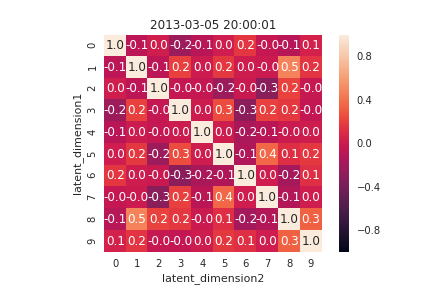 2013-03-05 20:00:01
0 1.0 -0.1 0.0 -0.2 -0.1 0.0 0.2 -0.0 -0.1 0.1
1 -0.1 1.0 -0.1 0.2 0.0 0.2 0.0 -0.0 0.5 0.2
2 0.0 -0.1 1.0 -0.0 -0.0 -0.2 -0.0 -0.3 0.2 -0.0
3 -0.2 0.2 -0.0 1.0 0.0 0.3 -0.3 0.2 0.2 -0.0
4 -0.1 0.0 -0.0 0.0 1.0 0.0 -0.2 -0.1 -0.0 0.0
5 0.0 0.2 -0.2 0.3 0.0 1.0 -0.1 0.4 0.1 0.2
6 0.2 0.0 -0.0 -0.3 -0.2 -0.1 1.0 0.0 -0.2 0.1
7 -0.0 -0.0 -0.3 0.2 -0.1 0.4 0.0 1.0 -0.1 0.0
8 -0.1 0.5 0.2 0.2 -0.0 0.1 -0.2 -0.1 1.0 0.3
9 0.1 0.2 -0.0 -0.0 0.0 0.2 0.1 0.0 0.3 1.0
0 1 2 3 4 5 6 7 8 9
latent_dimension2
latent_dimension1
0.8
0.4
0.0
−0.4
−0.8